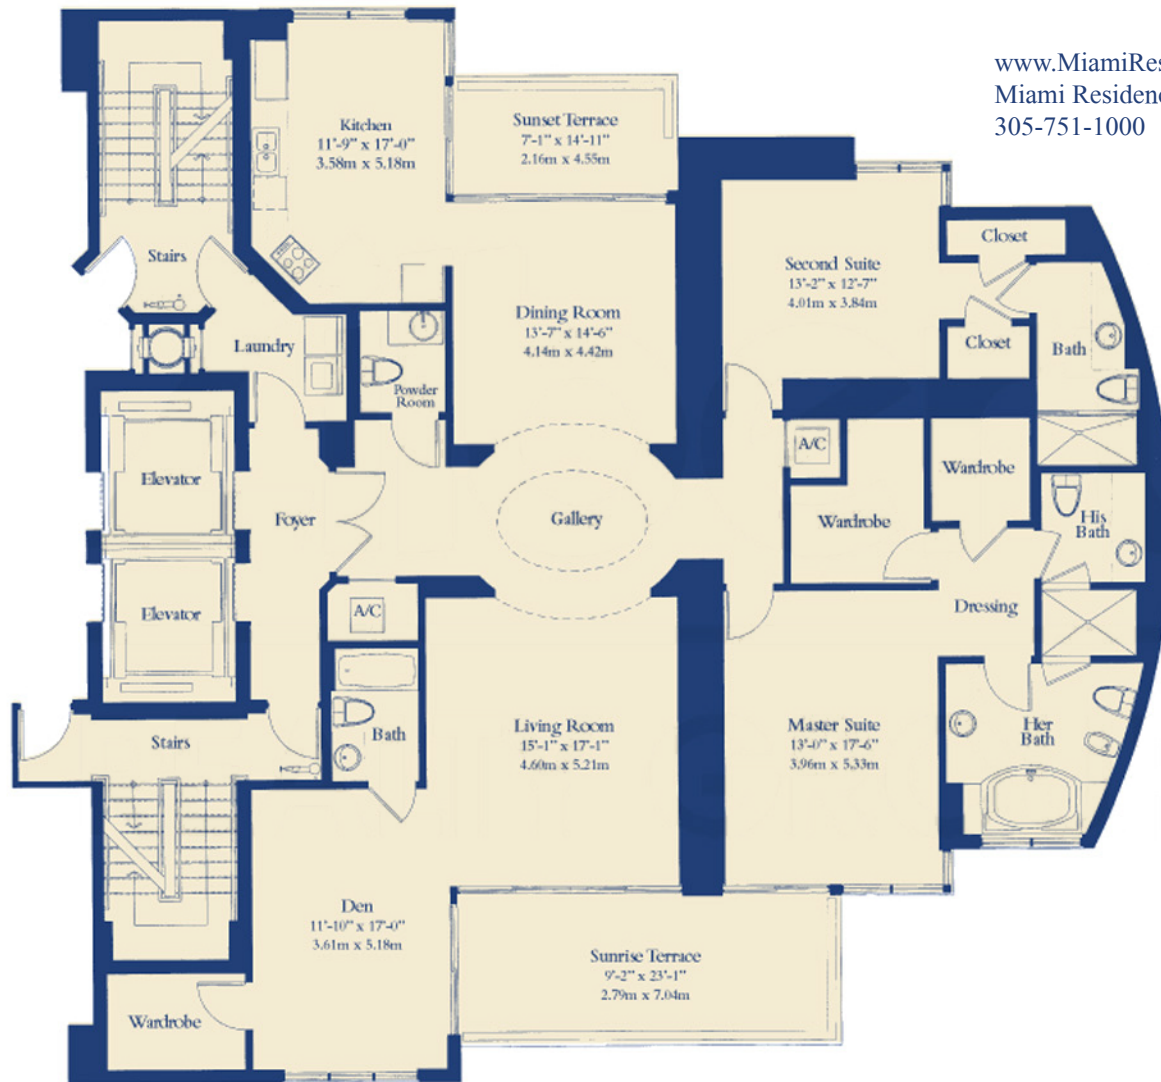 www.MiamiRes
Miami Residenc
305-751-1000
Kitchen
11'-9" x 17'-0"
3.58m x 5.18m
Sunset Terrace
7'-1" x 14'-11"
2.16m x 4.55m
Stairs
Closet
Second Suite
13'-2" x 12'-7"
4.01m x 3.84m
Dining Room
13'-7" x 14'-6"
4.14m x 4.42m
Laundry
Closet
Bath
Powder
Room
A/C
Elevator
Wardrobe
Foyer
Gallery
Wardrobe
His
Bath
Elevator
A/C
Dressing
Stairs
Bath
Living Room
15'-1" x 17'-1"
4.60m x 5.21m
Master Suite
13'-0" x 17'-6"
3.96m x 5.33m
Her
Bath
Den
11'-10" x 17'-0"
3.61m x 5.18m
Sunrise Terrace
9'-2" x 23'-1"
2.79m x 7.04m
Wardrobe